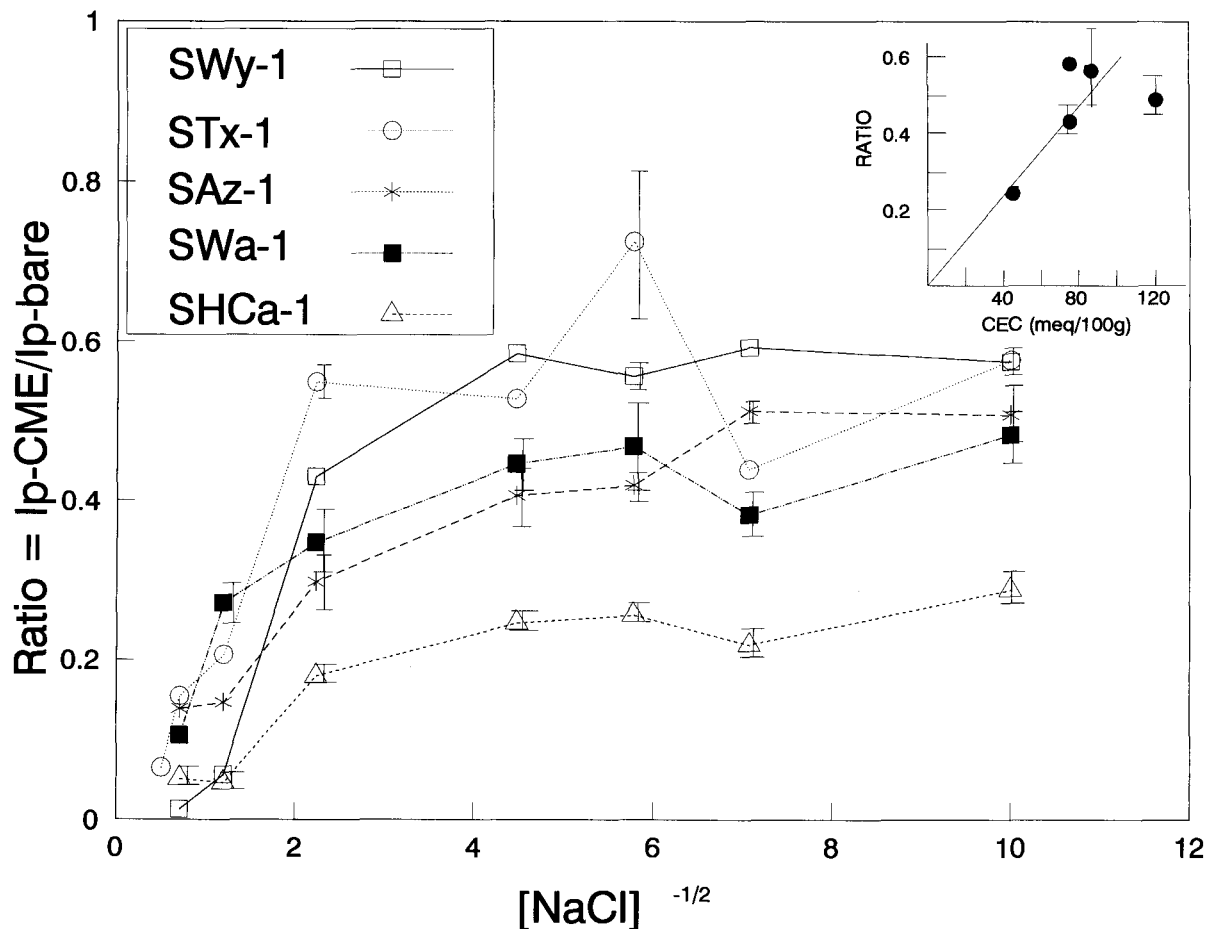 1
0.8
0.6
0.4
0.2
0
Ratio = Ip-CME/Ip-bare
SWy-1
STx-1
SAz-1
SWa-1
SHCa-1
0.6
0.4
0.2
RATIO
40 80 120
CEC (meq/100g)
0 2 4 6 8 10 12
[NaCl] -1/2